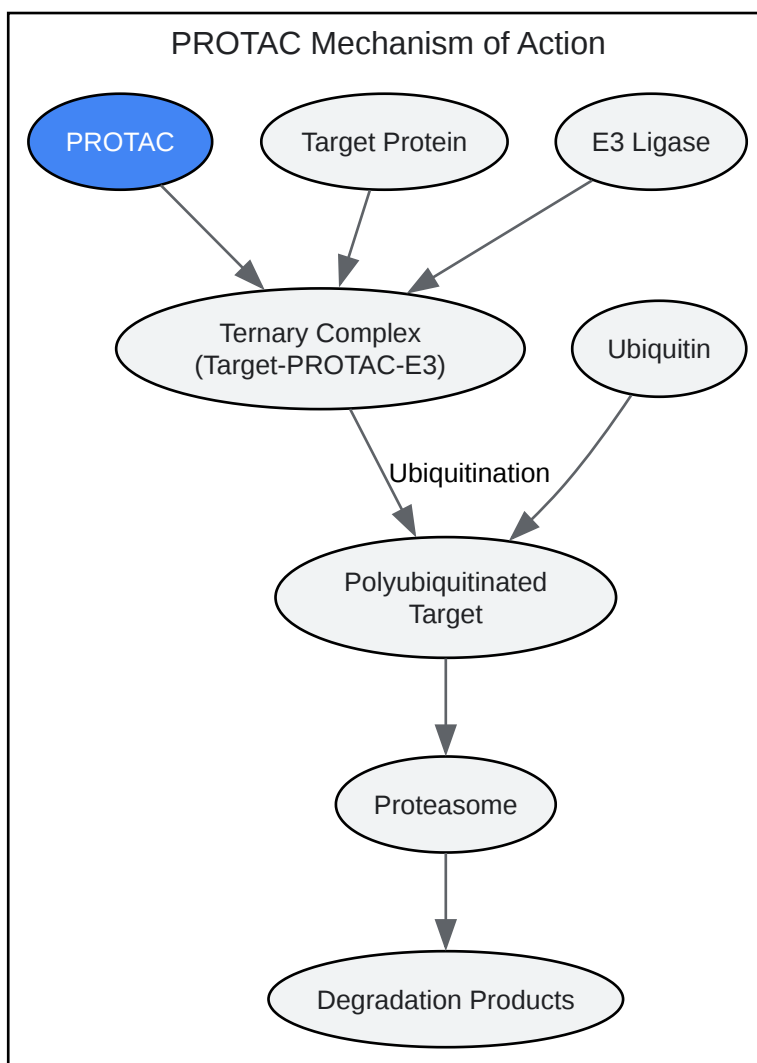 PROTAC Mechanism of Action
PROTAC
Target Protein
E3 Ligase
Ternary Complex
(Target-PROTAC-E3)
Ubiquitin
Ubiquitination
Polyubiquitinated
Target
Proteasome
Degradation Products